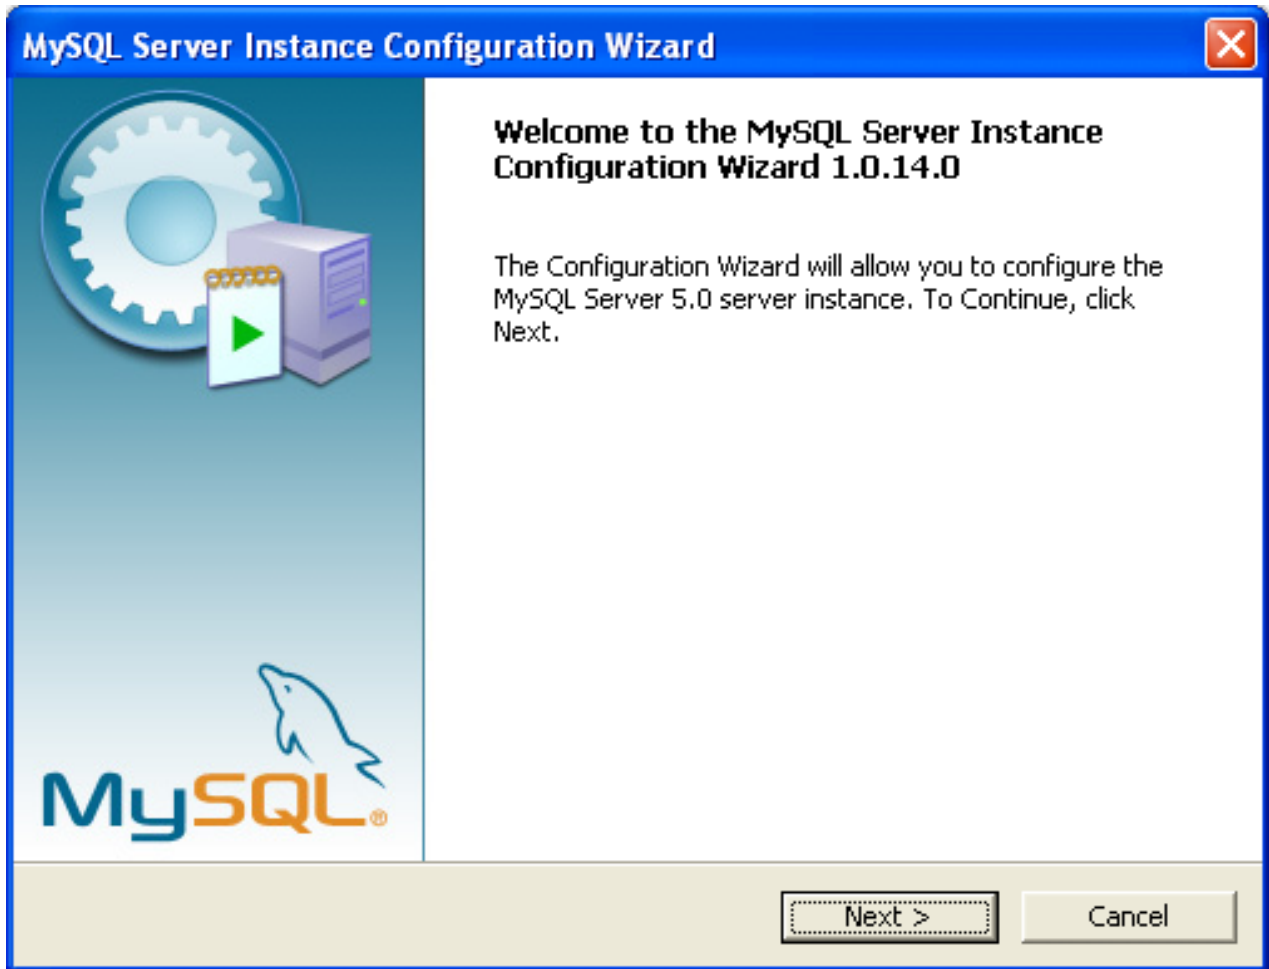 MySQL Server Instance Configuration Wizard
Welcome to the MySQL Server Instance
Configuration Wizard 1.0.14.0
The Configuration Wizard will allow you to configure the
MySQL Server 5.0 server instance. To Continue, click
Next.
MySQL®
Next >
Cancel